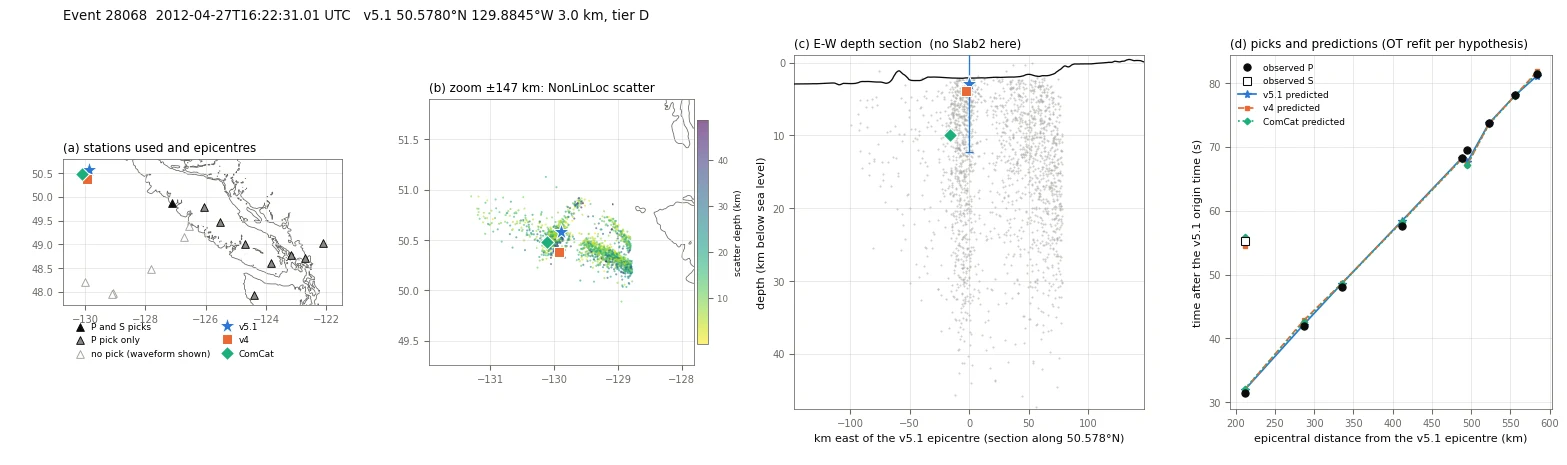 Event 28068  2012-04-27T16:22:31.01 UTC   v5.1 50.5780°N 129.8845°W 3.0 km, tier D
(a) stations used and epicentres
50.5
50.0
49.5
49.0
48.5
48.0
−130
−128
−126
−124
−122
P and S picks
P pick only
no pick (waveform shown)
v5.1
v4
ComCat
(b) zoom ±147 km: NonLinLoc scatter
51.5
51.0
50.5
50.0
49.5
−131
−130
−129
−128
40
30
20
10
scatter depth (km)
(c) E-W depth section  (no Slab2 here)
0
10
20
30
40
depth (km below sea level)
−100
−50
0
50
100
km east of the v5.1 epicentre (section along 50.578°N)
(d) picks and predictions (OT refit per hypothesis)
observed P
observed S
v5.1 predicted
v4 predicted
ComCat predicted
80
70
60
50
40
30
time after the v5.1 origin time (s)
200
250
300
350
400
450
500
550
600
epicentral distance from the v5.1 epicentre (km)